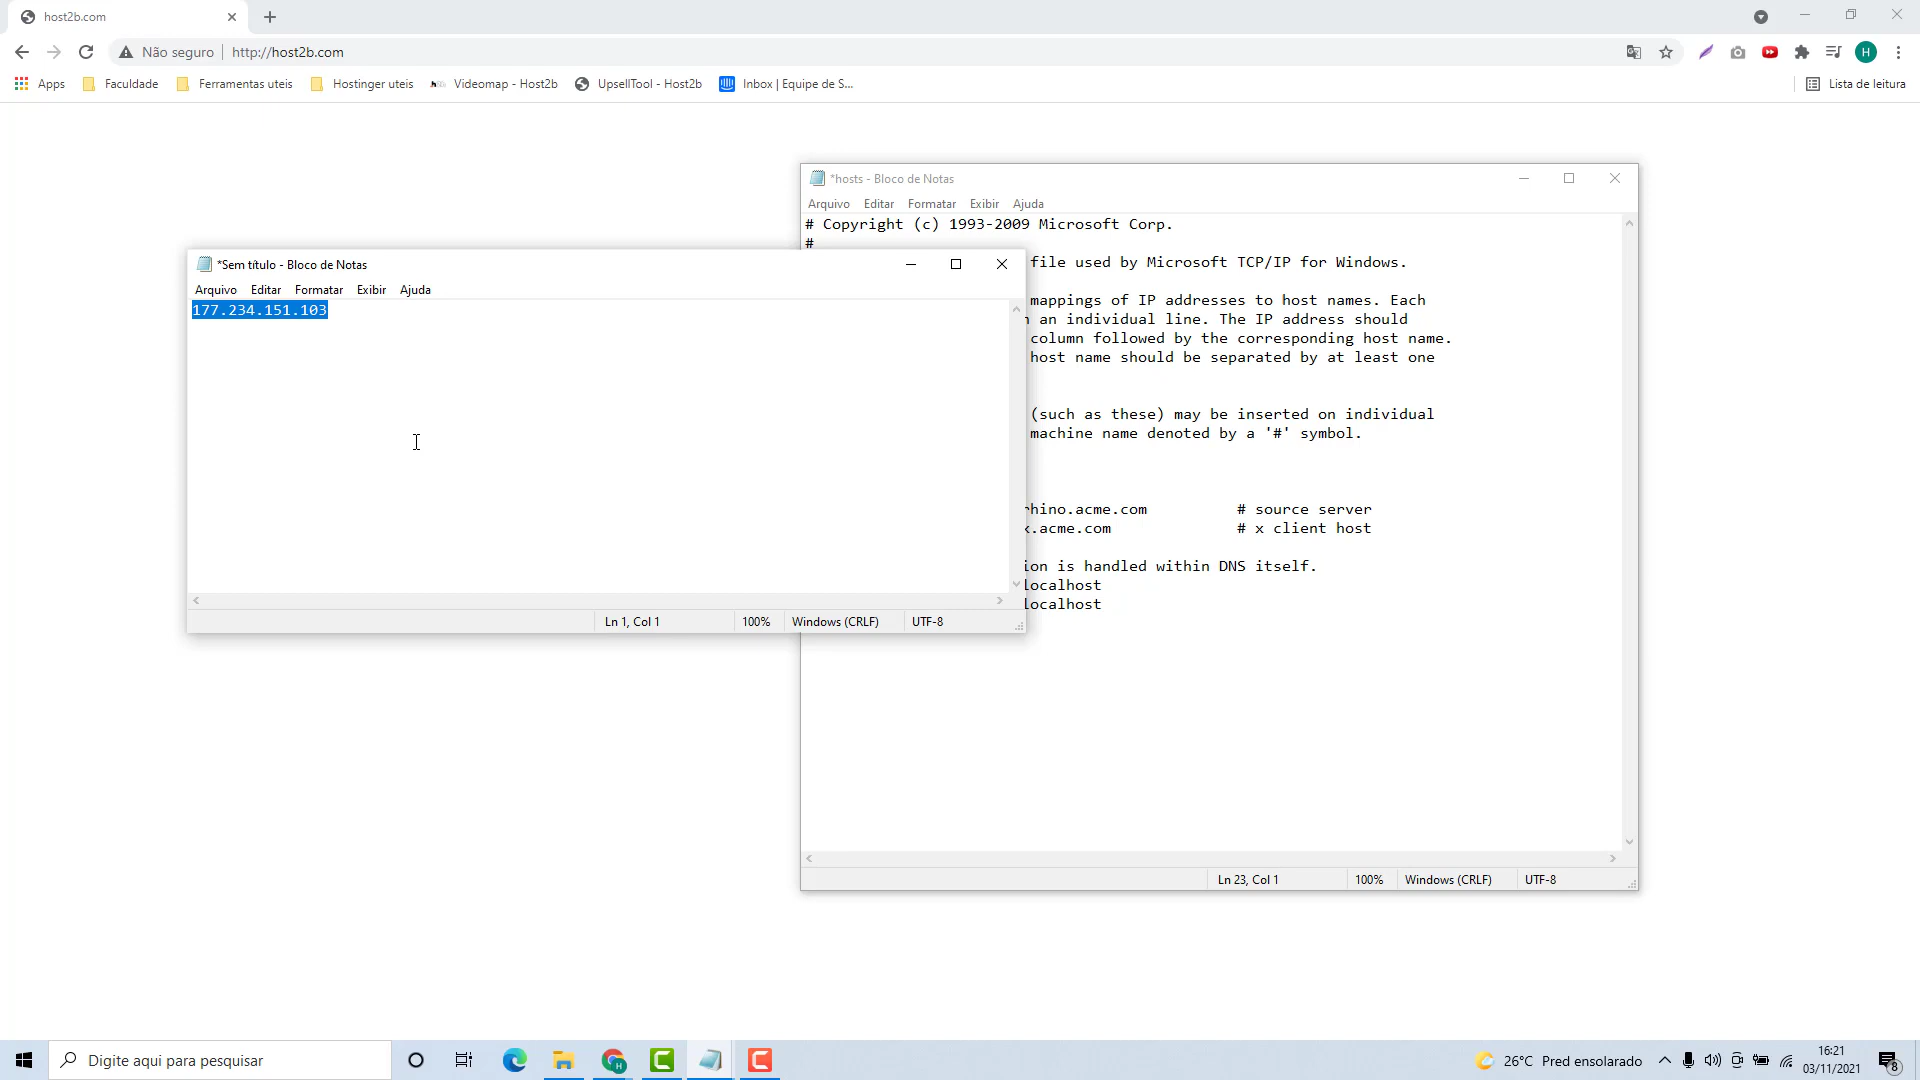 host2b.com
Não seguro
http://host2b.com
H
Apps
Faculdade
Ferramentas uteis
Hostinger uteis
Videomap - Host2b
UpsellTool - Host2b
Inbox | Equipe de S...
Lista de leitura
*hosts - Bloco de Notas
Arquivo Editar Formatar Exibir Ajuda
# Copyright (c) 1993-2009 Microsoft Corp.
#
file used by Microsoft TCP/IP for Windows.
mappings of IP addresses to host names. Each
an individual line. The IP address should
column followed by the corresponding host name.
host name should be separated by at least one
(such as these) may be inserted on individual
machine name denoted by a '#' symbol.
rhino.acme.com # source server
x.acme.com # x client host
ion is handled within DNS itself.
localhost
localhost
Ln 23, Col 1
100%
Windows (CRLF)
UTF-8
*Sem título - Bloco de Notas
Arquivo Editar Formatar Exibir Ajuda
177.234.151.103
Ln 1, Col 1
100%
Windows (CRLF)
UTF-8
Digite aqui para pesquisar
26°C Pred ensolarado
16:21
03/11/2021
8